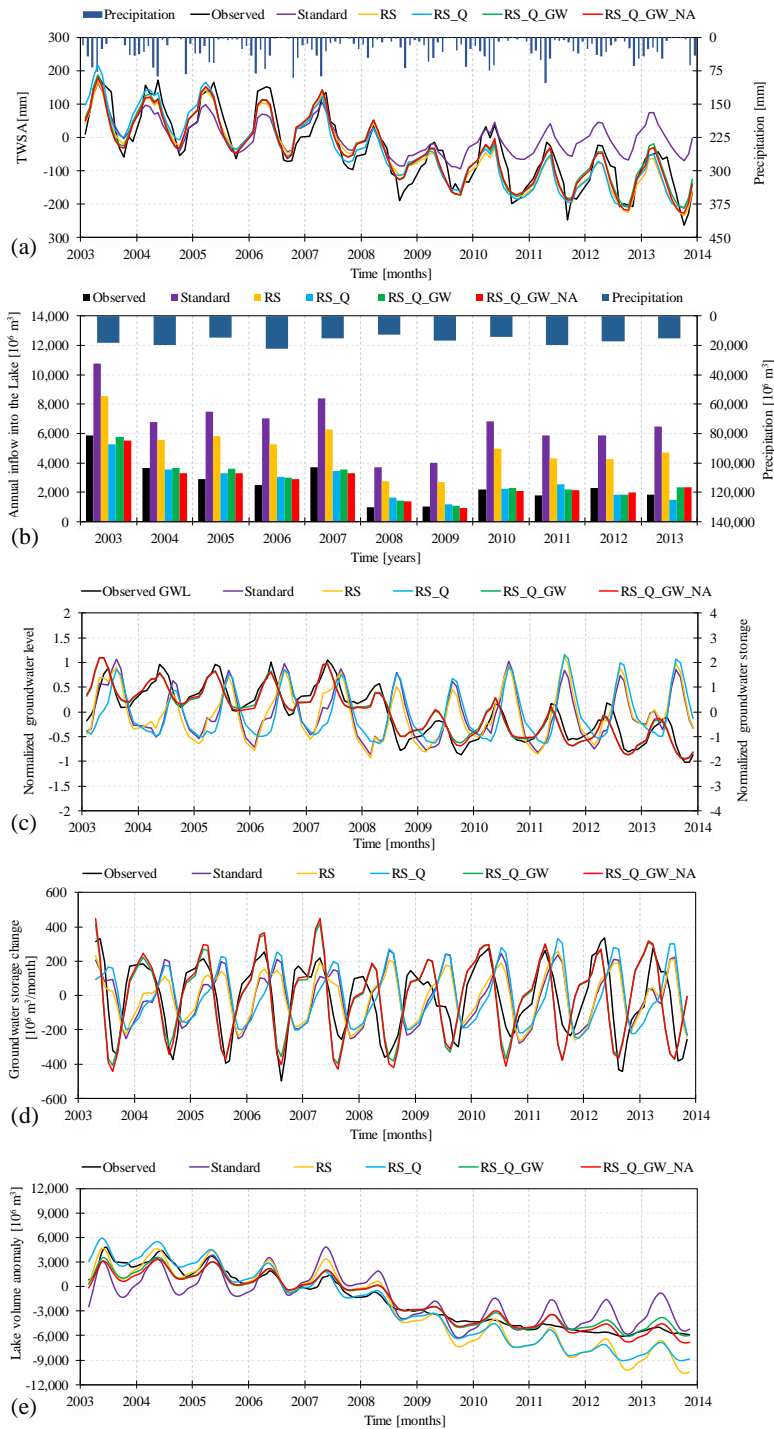 Precipitation Observed Standard RS RS_Q RS_Q_GW RS_Q_GW_NA
300 200 100 0 -100 -200 300
TWSA [mm]
0 75 150 225 300 375 450
Precipitation [mm]
2003 2004 2005 2006 2007 2008 2009 2010 2011 2012 2013 2014
(a)
Time [months]
Observed Standard RS RS_Q RS_Q_GW RS_Q_GW_NA Precipitation
14,000 12,000 10,000 8,000 6,000 4,000 2,000 0
Annual inflow into the Lake [10⁶ m³]
0 20,000 40,000 60,000 80,000 100,000 120,000 140,000
Precipitation [10⁶ m³]
2003 2004 2005 2006 2007 2008 2009 2010 2011 2012 2013
(b)
Time [years]
Observed GWL Standard RS RS_Q RS_Q_GW RS_Q_GW_NA
2 1.5 1 0.5 0 -0.5 -1 -1.5 -2
Normalized groundwater level
4 3 2 1 0 -1 -2 -3 -4
Normalized groundwater storage
2003 2004 2005 2006 2007 2008 2009 2010 2011 2012 2013 2014
(c)
Time [months]
Observed Standard RS RS_Q RS_Q_GW RS_Q_GW_NA
600 400 200 0 -200 -400 -600
Groundwater storage change
[10⁶ m³/month]
2003 2004 2005 2006 2007 2008 2009 2010 2011 2012 2013 2014
(d)
Time [months]
Observed Standard RS RS_Q RS_Q_GW RS_Q_GW_NA
12,000 9,000 6,000 3,000 0 -3,000 -6,000 -9,000 -12,000
Lake volume anomaly [10⁶ m³]
2003 2004 2005 2006 2007 2008 2009 2010 2011 2012 2013 2014
(e)
Time [months]